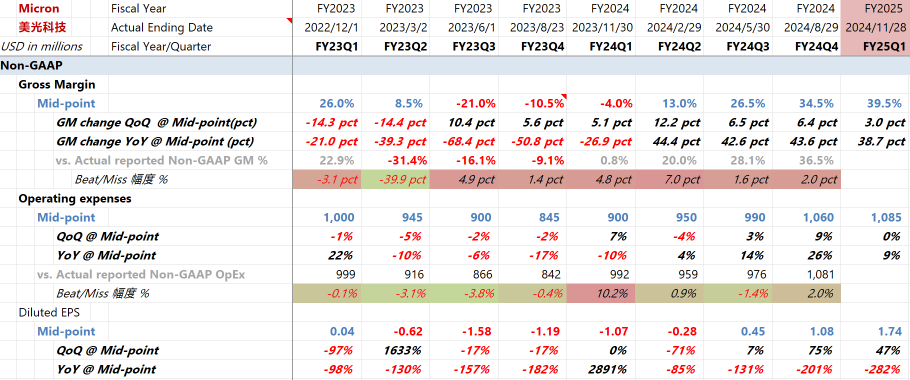 Micron Fiscal Year FY2023 FY2023 FY2023 FY2023 FY2024 FY2024 FY2024 FY2024 FY2025
美光科技 Actual Ending Date 2022/12/1 2023/3/2 2023/6/1 2023/8/23 2023/11/30 2024/2/29 2024/5/30 2024/8/29 2024/11/28
USD in millions Fiscal Year/Quarter FY23Q1 FY23Q2 FY23Q3 FY23Q4 FY24Q1 FY24Q2 FY24Q3 FY24Q4 FY25Q1
Non-GAAP
Gross Margin
Mid-point 26.0% 8.5% -21.0% -10.5% -4.0% 13.0% 26.5% 34.5% 39.5%
GM change QoQ @ Mid-point(pct) -14.3 pct -14.4 pct 10.4 pct 5.6 pct 5.1 pct 12.2 pct 6.5 pct 6.4 pct 3.0 pct
GM change YoY @ Mid-point (pct) -21.0 pct -39.3 pct -68.4 pct -50.8 pct -26.9 pct 44.4 pct 42.6 pct 43.6 pct 38.7 pct
vs. Actual reported Non-GAAP GM % 22.9% -31.4% -16.1% -9.1% 0.8% 20.0% 28.1% 36.5%
Beat/Miss 幅度 % -3.1 pct -39.9 pct 4.9 pct 1.4 pct 4.8 pct 7.0 pct 1.6 pct 2.0 pct
Operating expenses
Mid-point 1,000 945 900 845 900 950 990 1,060 1,085
QoQ @ Mid-point -1% -5% -2% -2% 7% -4% 3% 9% 0%
YoY @ Mid-point 22% -10% -6% -17% -10% 4% 14% 26% 9%
vs. Actual reported Non-GAAP OpEx 999 916 866 842 992 959 976 1,081
Beat/Miss 幅度 % -0.1% -3.1% -3.8% -0.4% 10.2% 0.9% -1.4% 2.0%
Diluted EPS
Mid-point 0.04 -0.62 -1.58 -1.19 -1.07 -0.28 0.45 1.08 1.74
QoQ @ Mid-point -97% 1633% -17% -17% 0% -71% 7% 75% 47%
YoY @ Mid-point -98% -130% -157% -182% 2891% -85% -131% -201% -282%